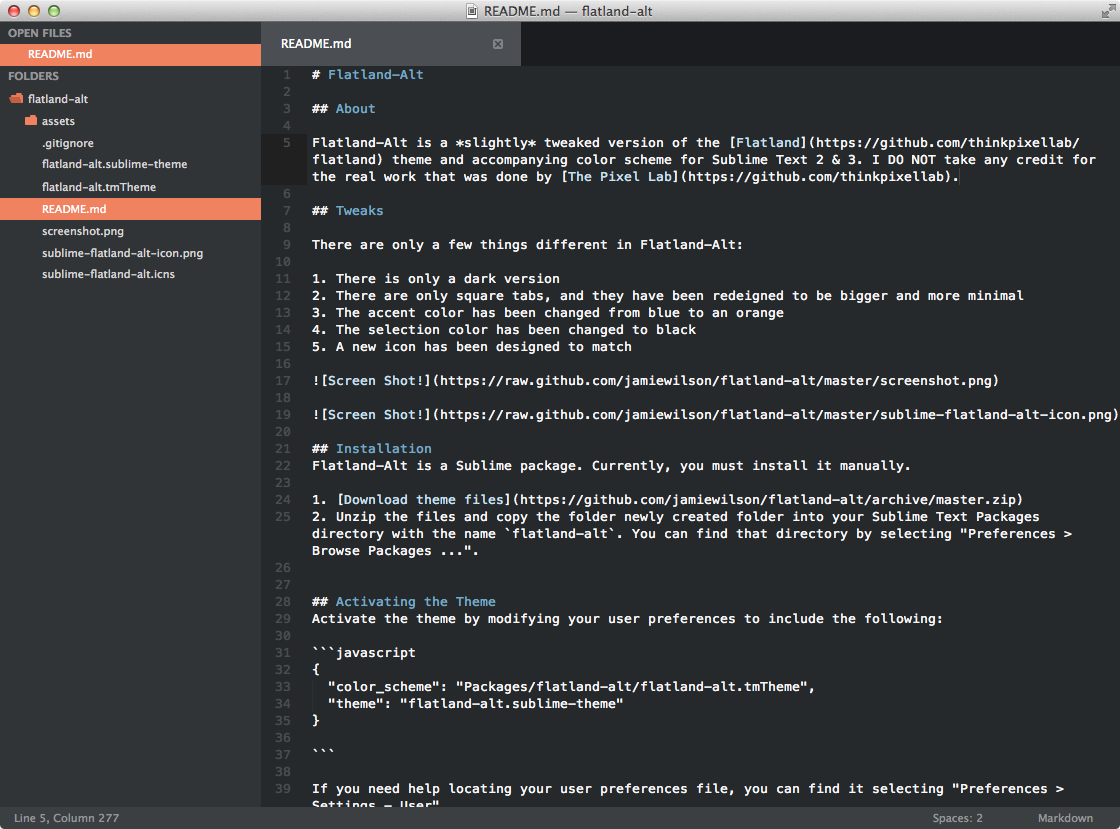 README.md — flatland-alt
OPEN FILES
README.md
FOLDERS
flatland-alt
assets
.gitignore
flatland-alt.sublime-theme
flatland-alt.tmTheme
README.md
screenshot.png
sublime-flatland-alt-icon.png
sublime-flatland-alt.icns
README.md
1 # Flatland-Alt
2
3 ## About
4
5 Flatland-Alt is a *slightly* tweaked version of the [Flatland](https://github.com/thinkpixellab/
flatland) theme and accompanying color scheme for Sublime Text 2 & 3. I DO NOT take any credit for
the real work that was done by [The Pixel Lab](https://github.com/thinkpixellab).
6
7 ## Tweaks
8
9 There are only a few things different in Flatland-Alt:
10
11 1. There is only a dark version
12 2. There are only square tabs, and they have been redeigned to be bigger and more minimal
13 3. The accent color has been changed from blue to an orange
14 4. The selection color has been changed to black
15 5. A new icon has been designed to match
16
17 ![Screen Shot!](https://raw.github.com/jamiewilson/flatland-alt/master/screenshot.png)
18
19 ![Screen Shot!](https://raw.github.com/jamiewilson/flatland-alt/master/sublime-flatland-alt-icon.png)
20
21 ## Installation
22 Flatland-Alt is a Sublime package. Currently, you must install it manually.
23
24 1. [Download theme files](https://github.com/jamiewilson/flatland-alt/archive/master.zip)
25 2. Unzip the files and copy the folder newly created folder into your Sublime Text Packages
directory with the name `flatland-alt`. You can find that directory by selecting "Preferences >
Browse Packages ...".
26
27
28 ## Activating the Theme
29 Activate the theme by modifying your user preferences to include the following:
30
31 ```javascript
32 {
33 "color_scheme": "Packages/flatland-alt/flatland-alt.tmTheme",
34 "theme": "flatland-alt.sublime-theme"
35 }
36
37 ```
38
39 If you need help locating your user preferences file, you can find it selecting "Preferences >
Settings – User"
Line 5, Column 277
Spaces: 2
Markdown